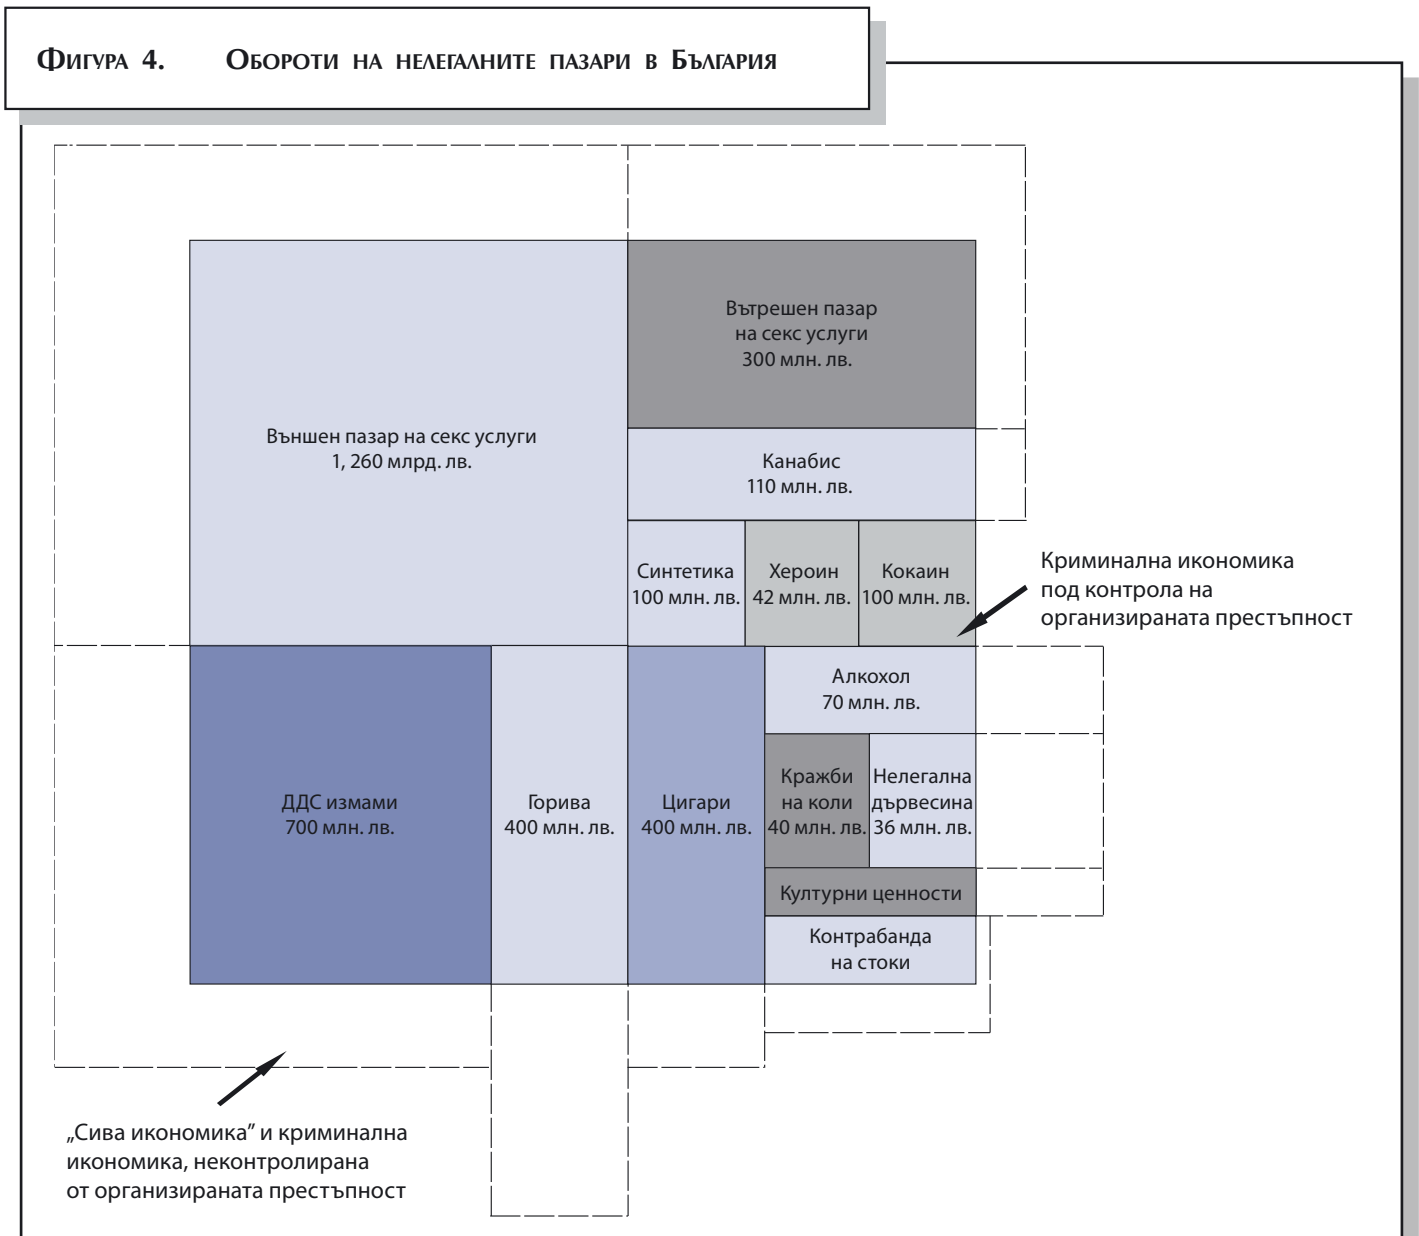 Фигура 4. Обороти на нелегалните пазари в България
Вътрешен пазар
на секс услуги
300 млн. лв.
Външен пазар на секс услуги
1, 260 млрд. лв.
Канабис
110 млн. лв.
Синтетика
100 млн. лв.
Хероин
42 млн. лв.
Кокаин
100 млн. лв.
Криминална икономика
под контрола на
организираната престъпност
Алкохол
70 млн. лв.
ДДС измами
700 млн. лв.
Горива
400 млн. лв.
Цигари
400 млн. лв.
Кражби
на коли
40 млн. лв.
Нелегална
дървесина
36 млн. лв.
Културни ценности
Контрабанда
на стоки
„Сива икономика” и криминална
икономика, неконтролирана
от организираната престъпност